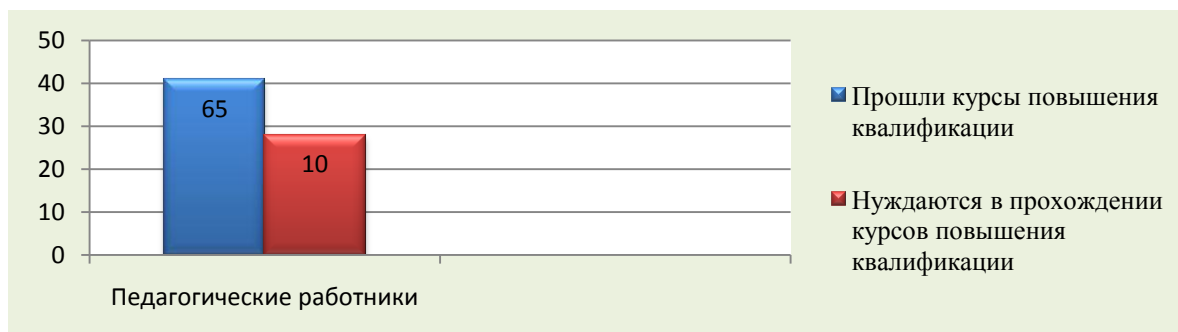 50
40
30
20
10
0
65
10
Педагогические работники
Прошли курсы повышения
квалификации
Нуждаются в прохождении
курсов повышения
квалификации